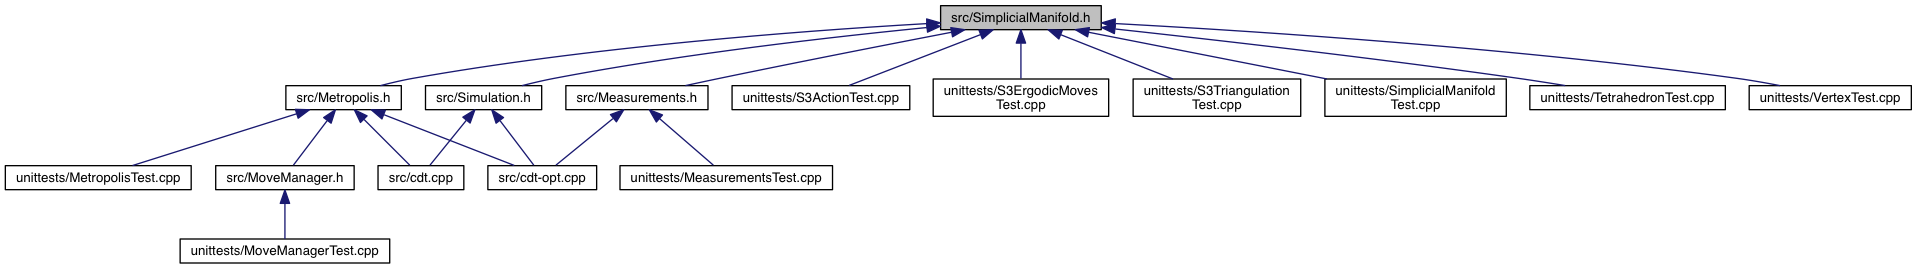 src/SimplicialManifold.h
src/Metropolis.h
src/Simulation.h
src/Measurements.h
unittests/S3ActionTest.cpp
unittests/S3ErgodicMoves
Test.cpp
unittests/S3Triangulation
Test.cpp
unittests/SimplicialManifold
Test.cpp
unittests/TetrahedronTest.cpp
unittests/VertexTest.cpp
unittests/MetropolisTest.cpp
src/MoveManager.h
src/cdt.cpp
src/cdt-opt.cpp
unittests/MeasurementsTest.cpp
unittests/MoveManagerTest.cpp